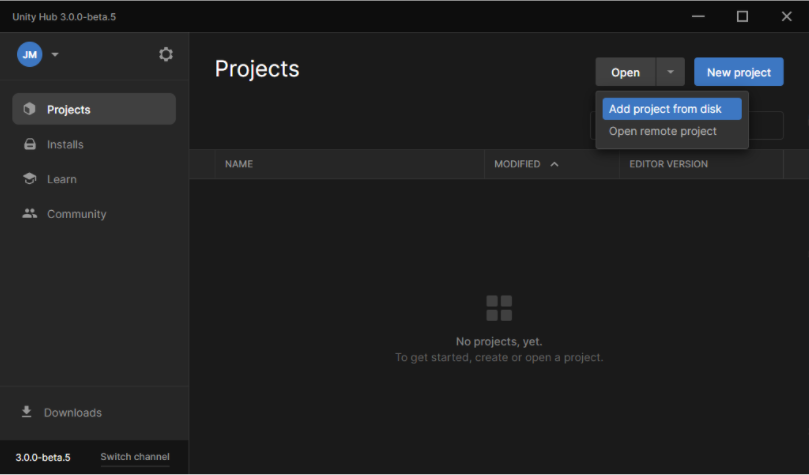 Unity Hub 3.0.0-beta.5
JM
Projects
Installs
Learn
Community
Downloads
3.0.0-beta.5 Switch channel
Projects
Open
New project
Add project from disk
Open remote project
NAME MODIFIED EDITOR VERSION
No projects, yet.
To get started, create or open a project.